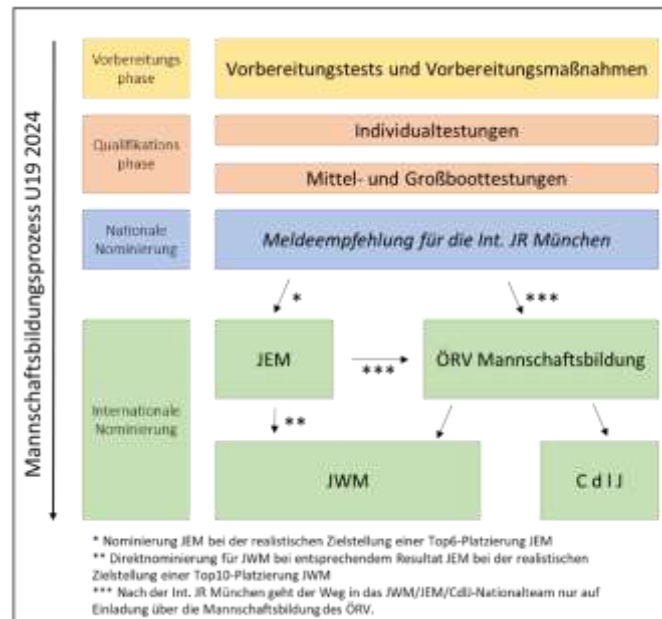 Mannschaftsbildungsprozess U19 2024
Vorbereitungs
phase
Vorbereitungstests und Vorbereitungsmaßnahmen
Qualifikations
phase
Individualtestungen
Mittel- und Großboottestungen
Nationale
Nominierung
Meldeempfehlung für die Int. JR München
*
***
Internationale
Nominierung
JEM
***
ÖRV Mannschaftsbildung
**
JWM
C d l J
* Nominierung JEM bei der realistischen Zielstellung einer Top6-Platzierung JEM
** Direktnominierung für JWM bei entsprechendem Resultat JEM bei der realistischen
Zielstellung einer Top10-Platzierung JWM
*** Nach der Int. JR München geht der Weg in das JWM/JEM/CdlJ-Nationalteam nur auf
Einladung über die Mannschaftsbildung des ÖRV.